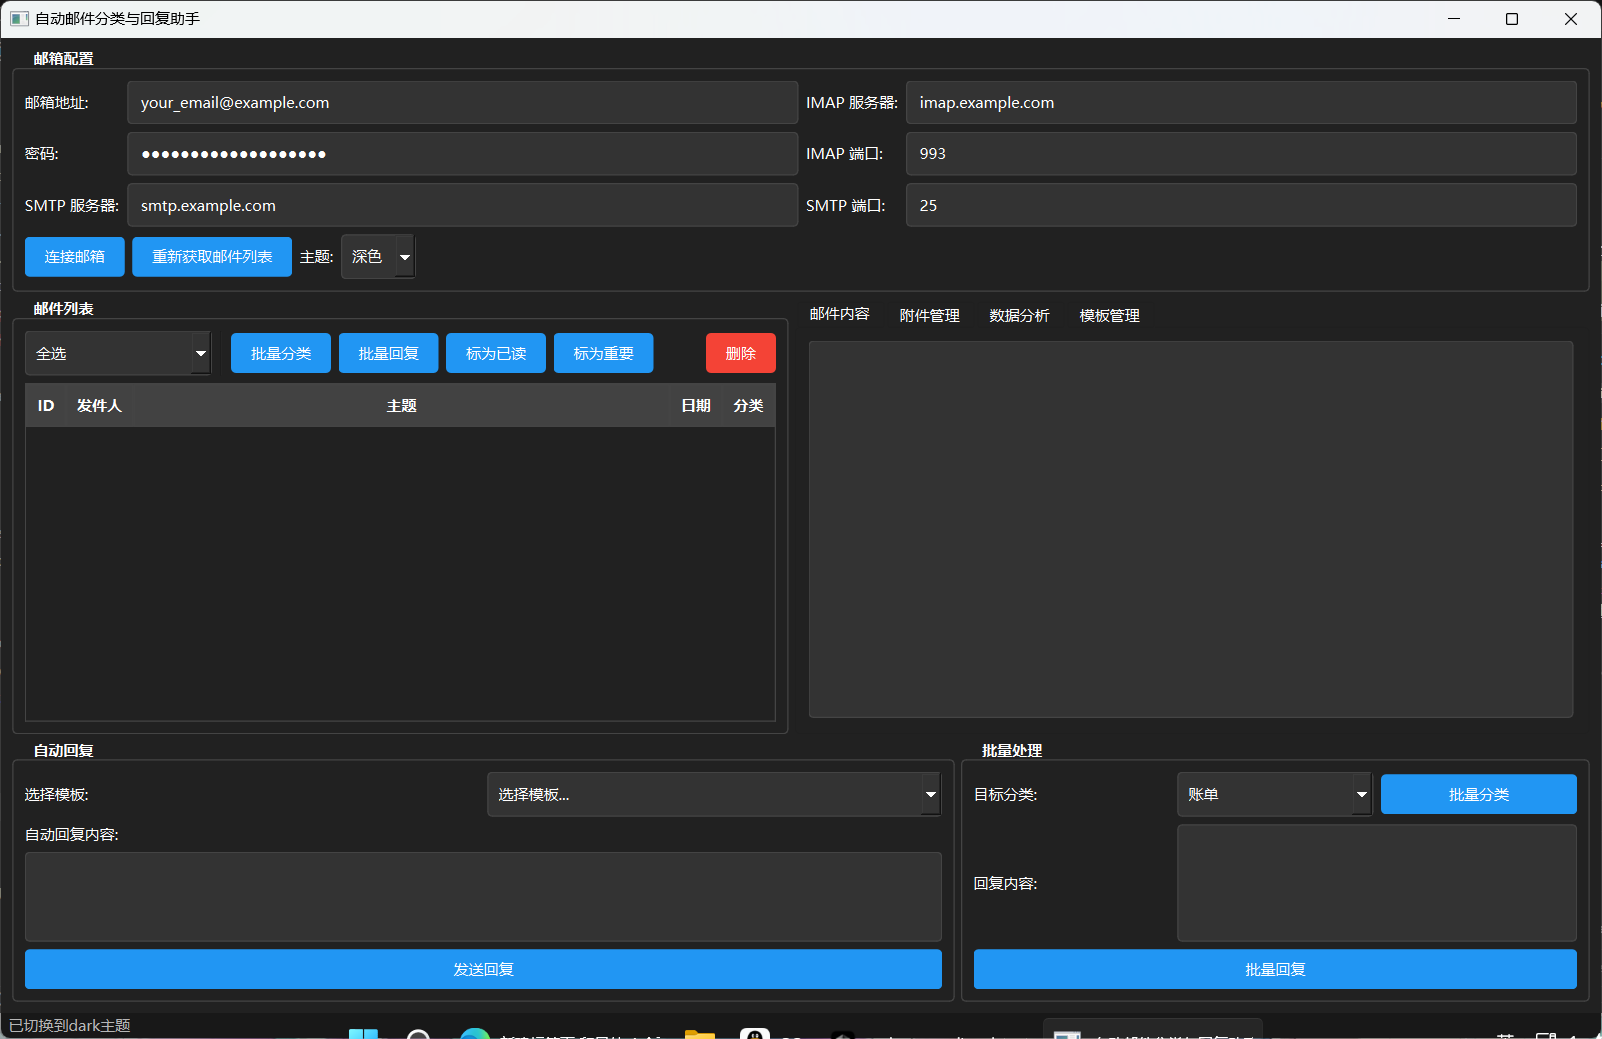 自动邮件分类与回复助手
邮箱配置
邮箱地址: your_email@example.com IMAP 服务器: imap.example.com
密码: ●●●●●●●●●●●●●●●●●●● IMAP 端口: 993
SMTP 服务器: smtp.example.com SMTP 端口: 25
连接邮箱 重新获取邮件列表 主题: 深色
邮件列表
邮件内容 附件管理 数据分析 模板管理
全选 批量分类 批量回复 标为已读 标为重要 删除
ID 发件人 主题 日期 分类
自动回复
选择模板: 选择模板...
自动回复内容:
发送回复
批量处理
目标分类: 账单 批量分类
回复内容:
批量回复
已切换到dark主题